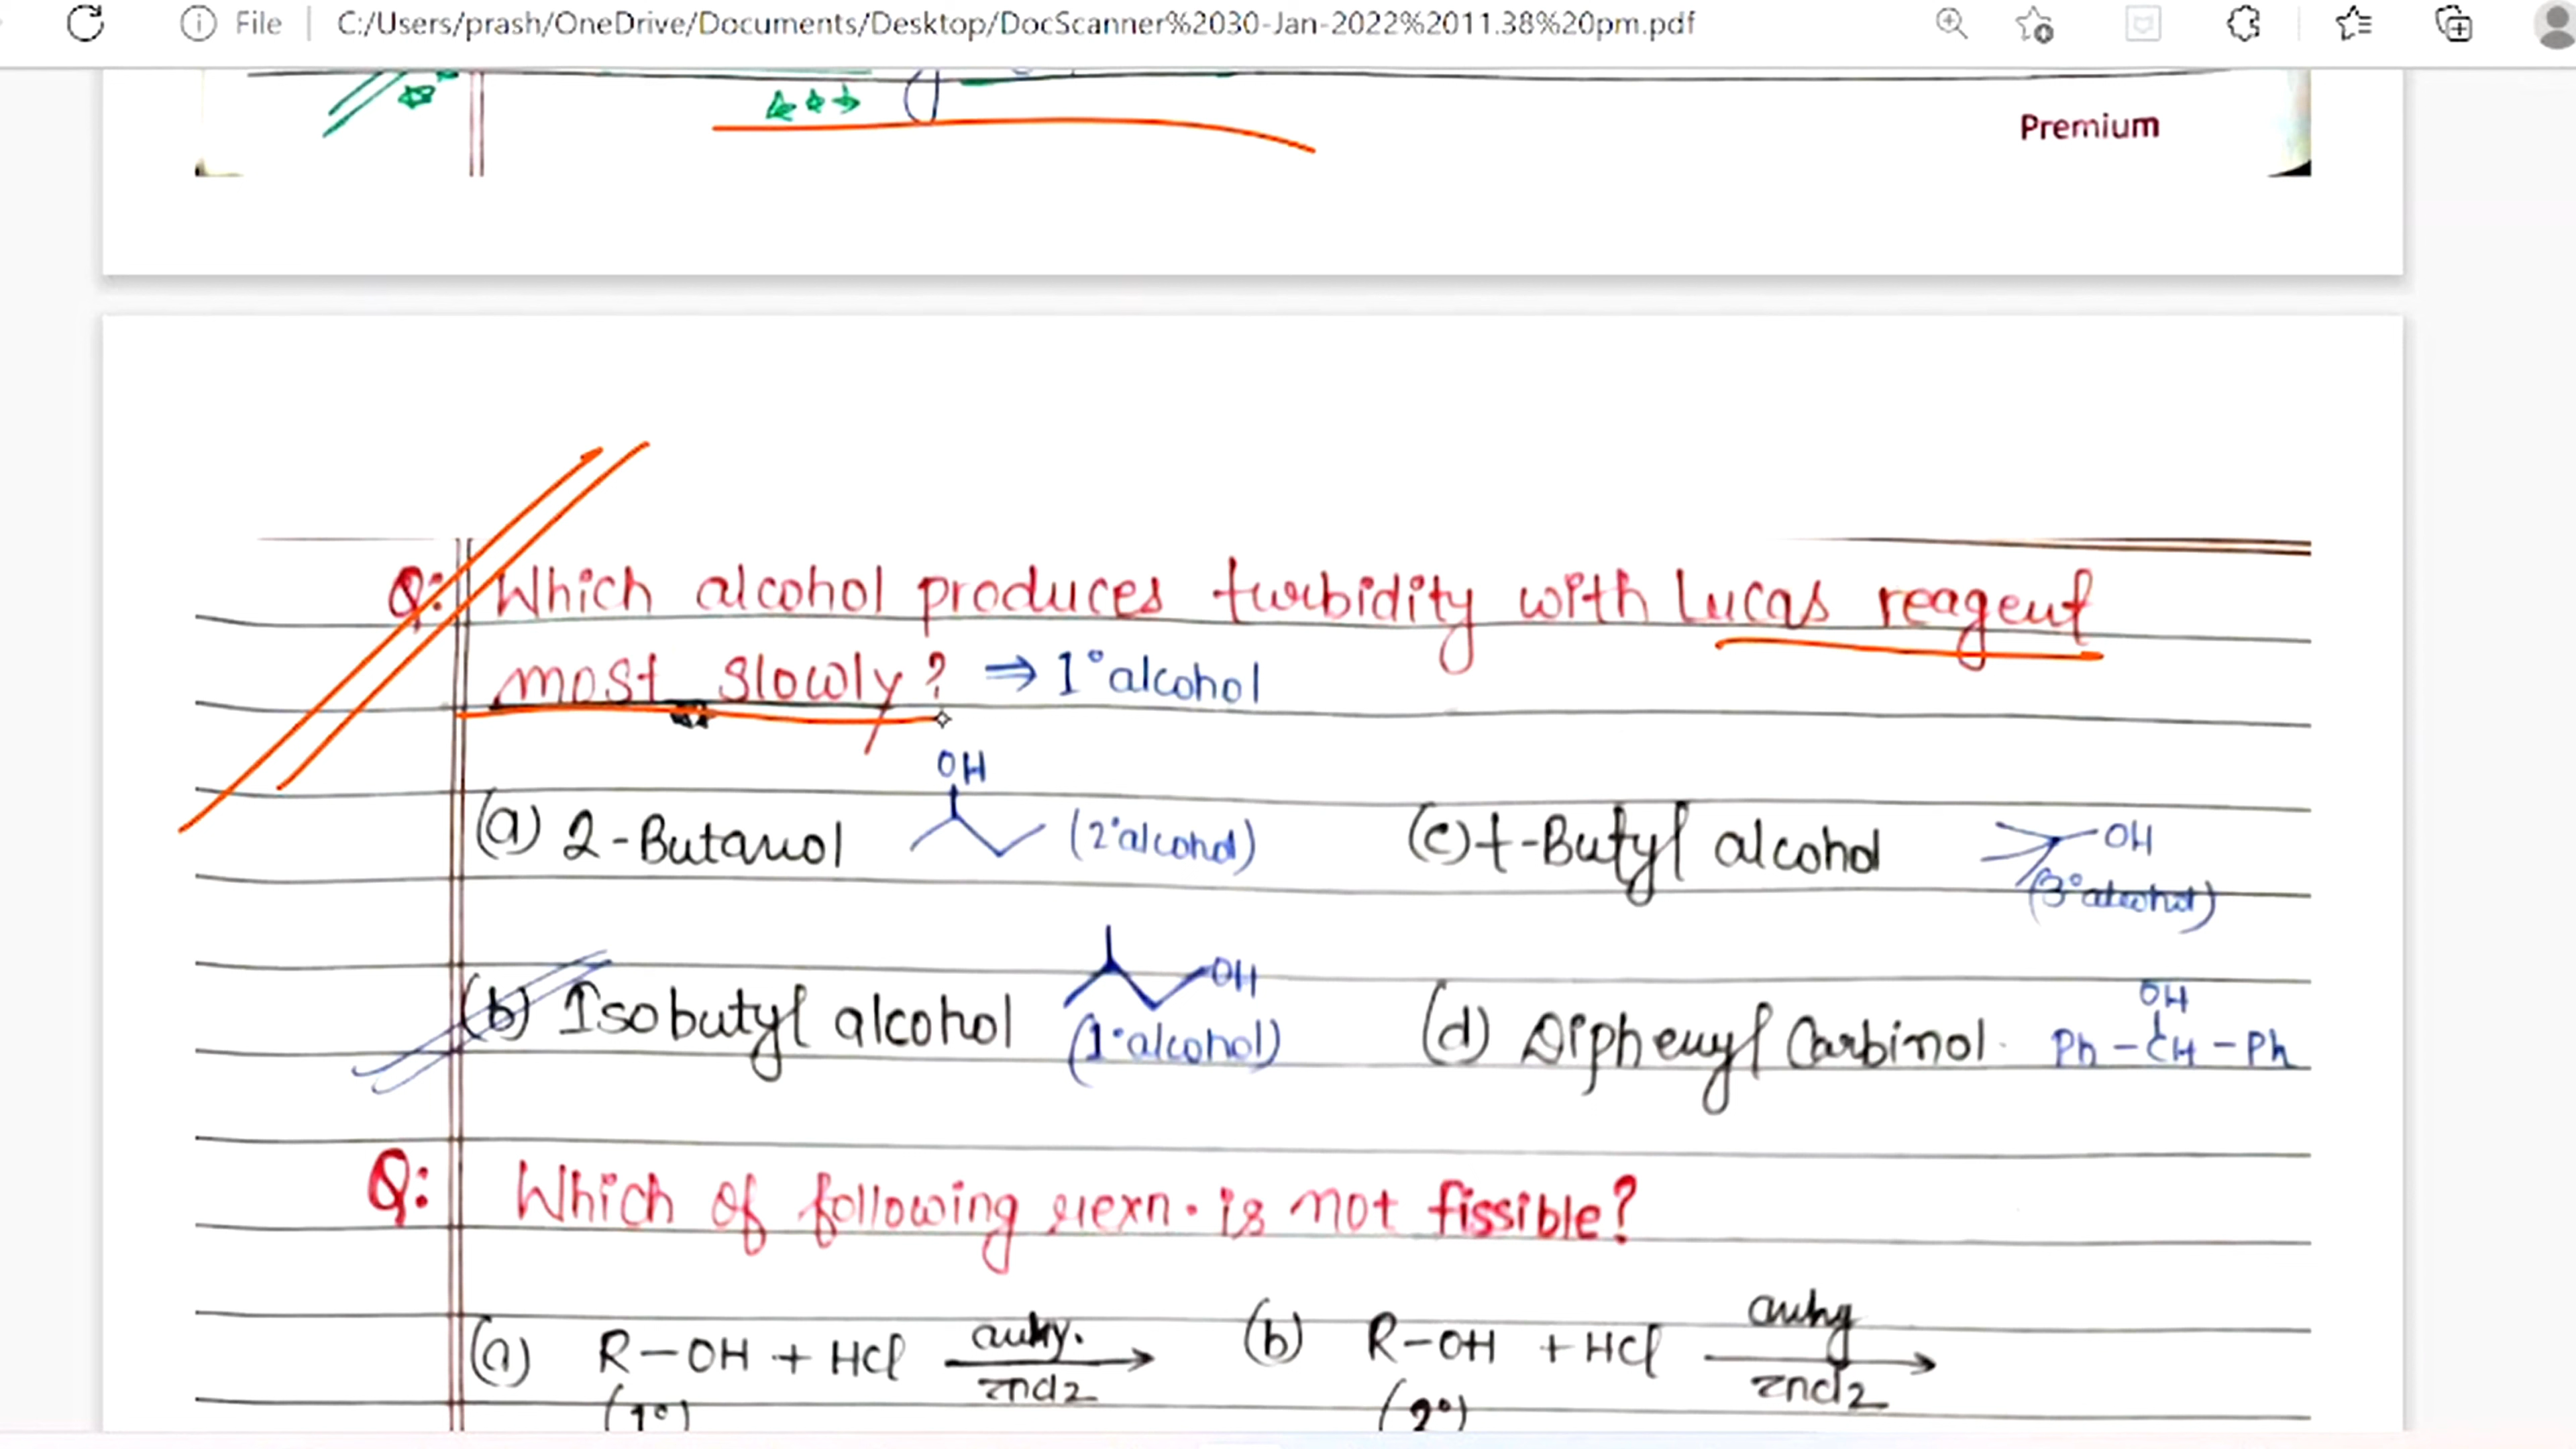 File | C:/Users/prash/OneDrive/Documents/Desktop/DocScanner%2030-Jan-2022%2011.38%20pm.pdf
Premium
Q: Which alcohol produces turbidity with Lucas reagent
most slowly? ⇒ 1° alcohol
OH
(a) 2-Butanol (2° alcohol) (c) t-Butyl alcohol OH
(3° alcohol)
OH
(b) Isobutyl alcohol (1° alcohol) (d) Diphenyl Carbinol. Ph-CH-Ph
OH
Q: Which of following rexn. is not fissible?
(a) R-OH + HCl anhy. ZnCl2 → (b) R-OH + HCl anhy ZnCl2 →
(1°) (2°)